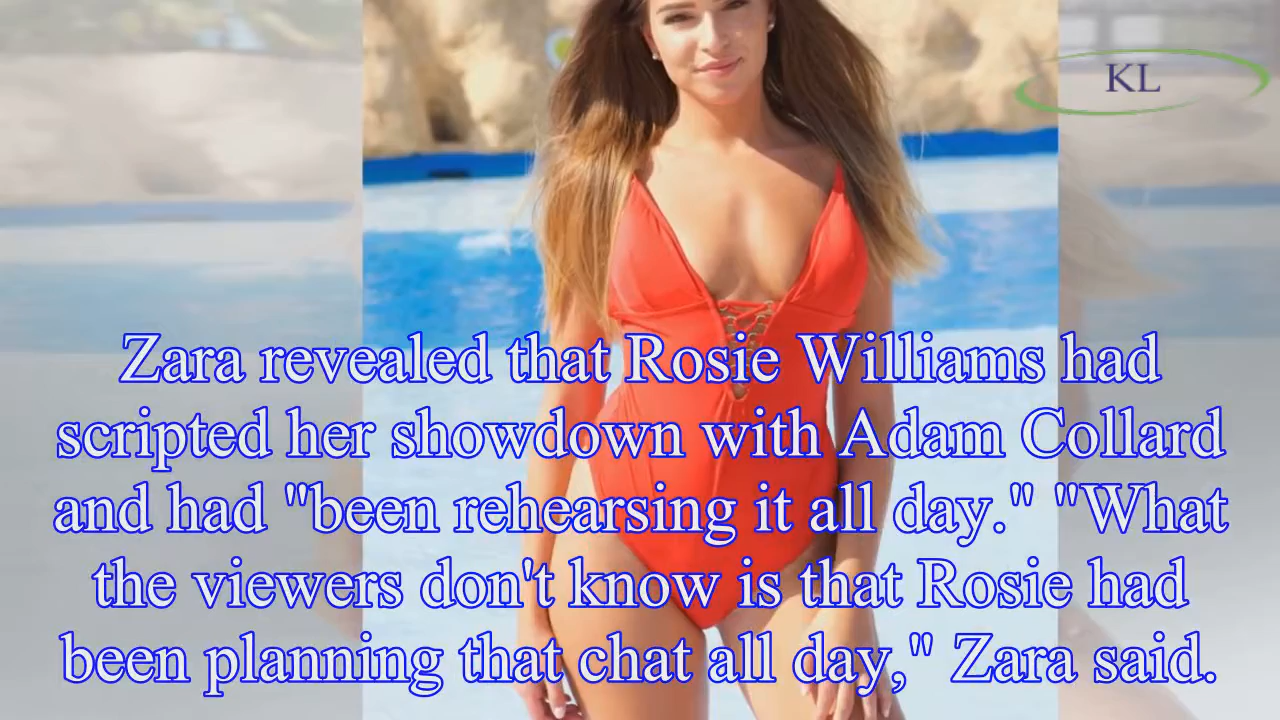 KL
Zara revealed that Rosie Williams had
scripted her showdown with Adam Collard
and had "been rehearsing it all day." "What
the viewers don't know is that Rosie had
been planning that chat all day," Zara said.